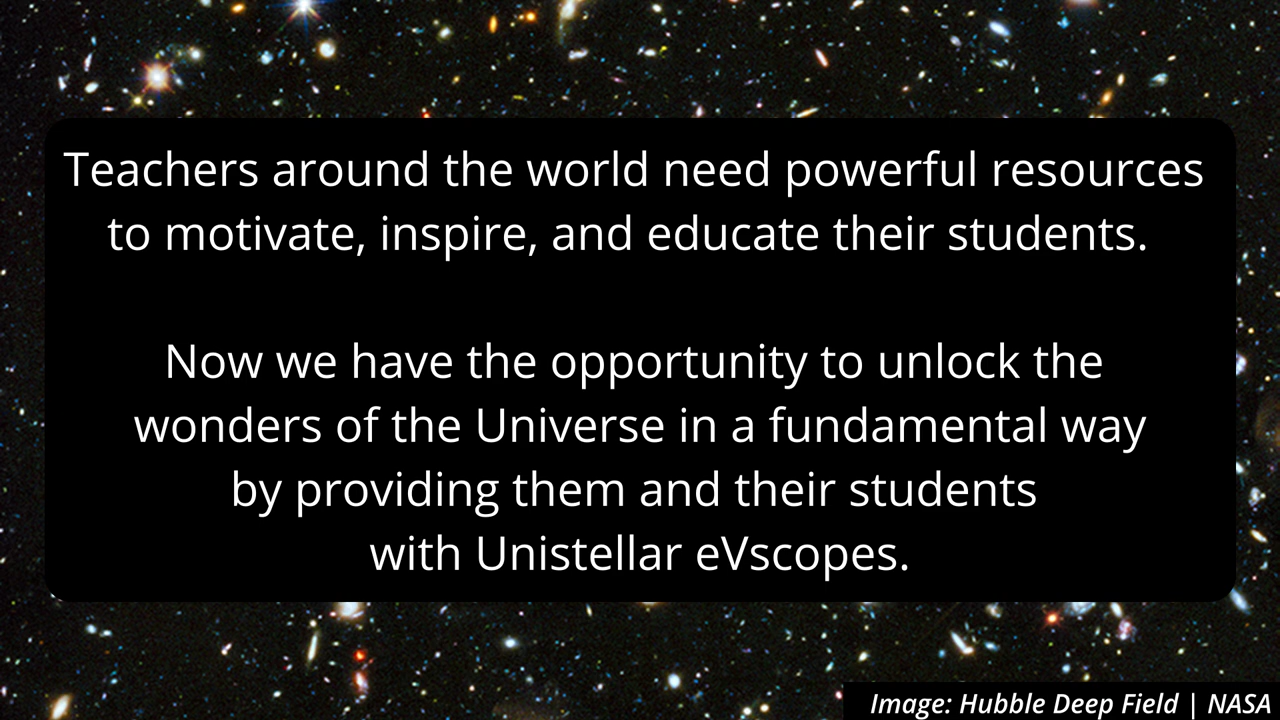 Teachers around the world need powerful resources
to motivate, inspire, and educate their students.
Now we have the opportunity to unlock the
wonders of the Universe in a fundamental way
by providing them and their students
with Unistellar eVscopes.
Image: Hubble Deep Field | NASA